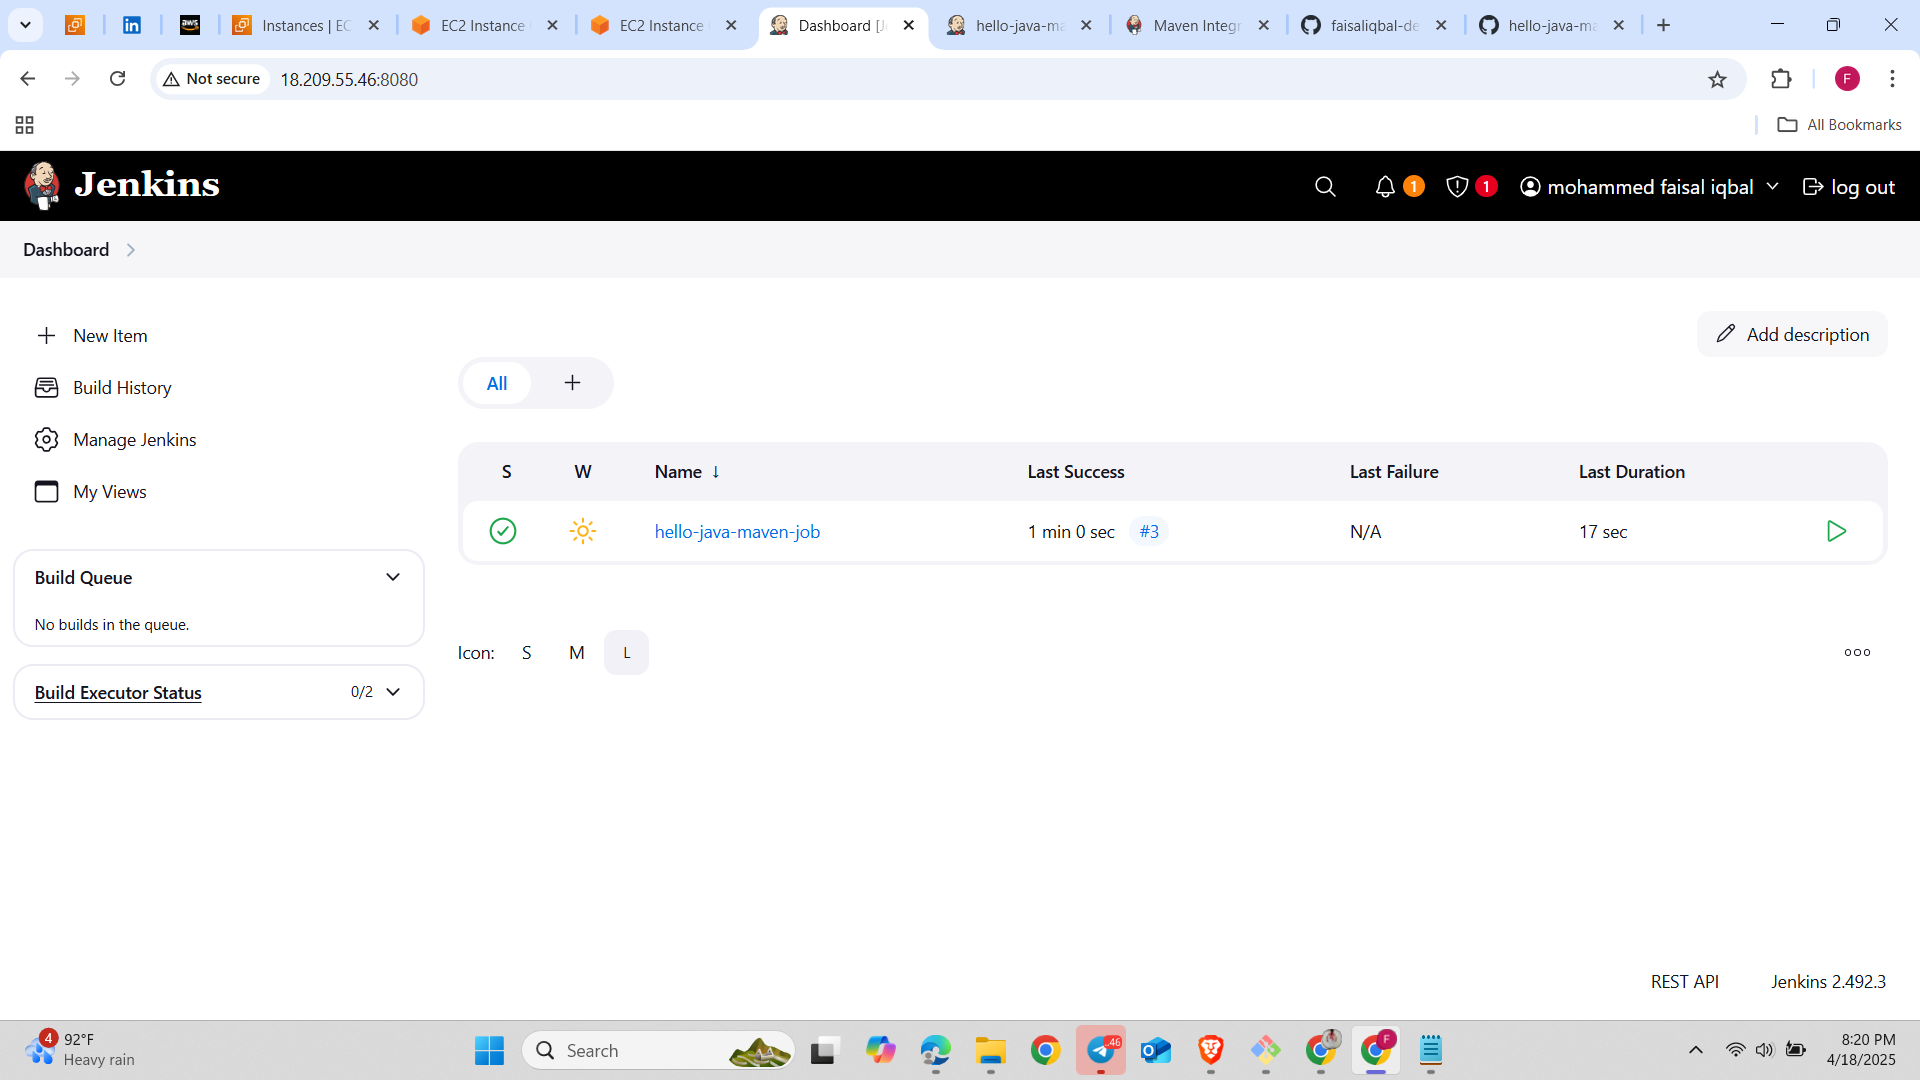 Instances | EC
EC2 Instance
EC2 Instance
Dashboard [J
hello-java-ma
Maven Integr
faisaliqbal-de
hello-java-ma
Not secure
18.209.55.46:8080
F
All Bookmarks
Jenkins
1
1
mohammed faisal iqbal
log out
Dashboard
New Item
Build History
Manage Jenkins
My Views
Add description
All
S W Name ↓ Last Success Last Failure Last Duration
hello-java-maven-job 1 min 0 sec #3 N/A 17 sec
Build Queue
No builds in the queue.
Build Executor Status 0/2
Icon: S M L
REST API
Jenkins 2.492.3
4
92°F
Heavy rain
Search
8:20 PM
4/18/2025